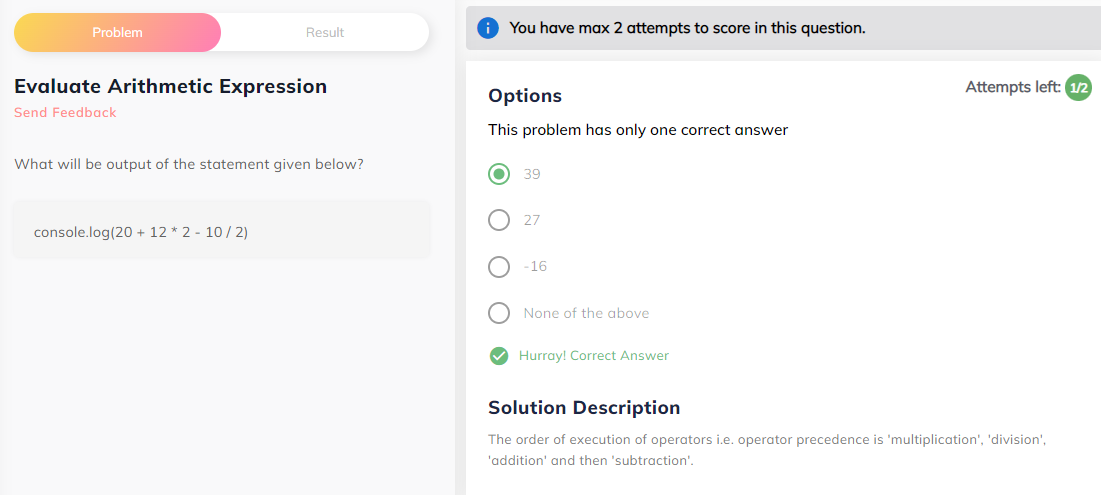 Problem
Result
Evaluate Arithmetic Expression
Send Feedback
What will be output of the statement given below?
console.log(20 + 12 * 2 - 10 / 2)
You have max 2 attempts to score in this question.
Attempts left: 1/2
Options
This problem has only one correct answer
39
27
-16
None of the above
Hurray! Correct Answer
Solution Description
The order of execution of operators i.e. operator precedence is 'multiplication', 'division',
'addition' and then 'subtraction'.